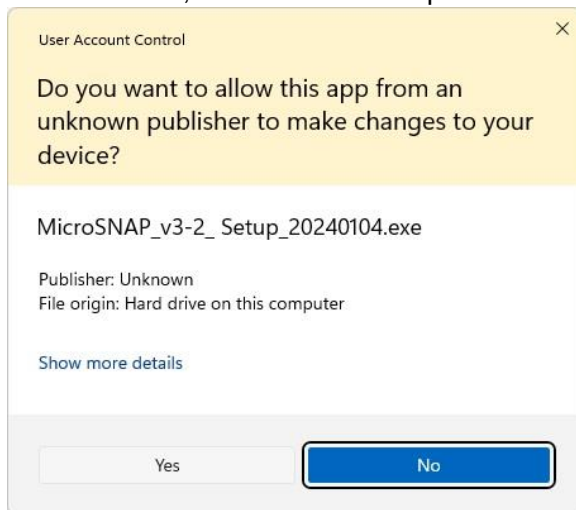 User Account Control
Do you want to allow this app from an
unknown publisher to make changes to your
device?
MicroSNAP_v3-2_ Setup_20240104.exe
Publisher: Unknown
File origin: Hard drive on this computer
Show more details
Yes
No